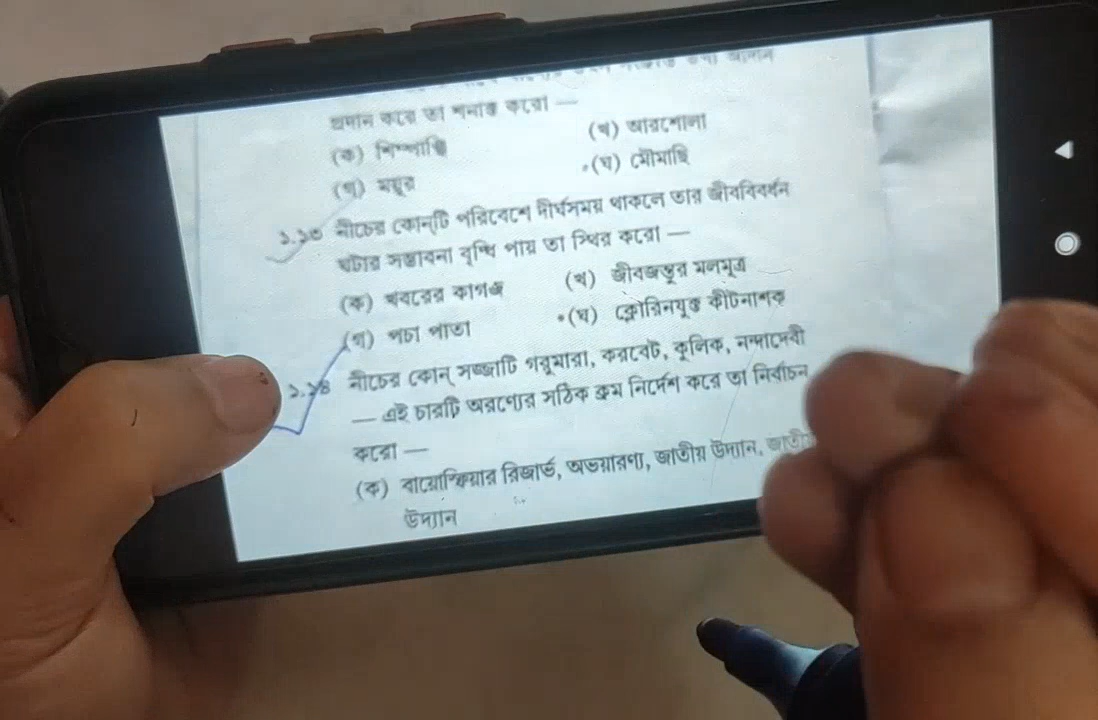 প্রদান করে তা শনাক্ত করো —
(ক) শিম্পাঞ্জি (খ) আরশোলা
(গ) ময়ূর (ঘ) মৌমাছি
১.১৩ নীচের কোন্‌টি পরিবেশে দীর্ঘসময় থাকলে তার জীববিবর্ধন
ঘটার সম্ভাবনা বৃদ্ধি পায় তা স্থির করো —
(ক) খবরের কাগজ (খ) জীবজন্তুর মলমূত্র
(গ) পচা পাতা (ঘ) ক্লোরিনযুক্ত কীটনাশক
১.১৪ নীচের কোন্ সজ্জাটি গরুমারা, করবেট, কুলিক, নন্দাদেবী
— এই চারটি অরণ্যের সঠিক ক্রম নির্দেশ করে তা নির্বাচন
করো —
(ক) বায়োস্ফিয়ার রিজার্ভ, অভয়ারণ্য, জাতীয় উদ্যান, জাতীয়
উদ্যান